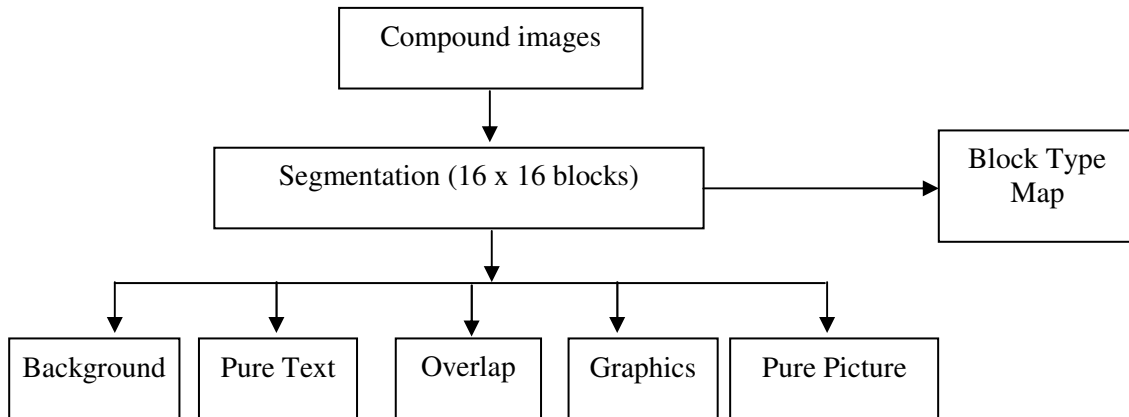 Compound images
Segmentation (16 x 16 blocks)
Block Type
Map
Background
Pure Text
Overlap
Graphics
Pure Picture